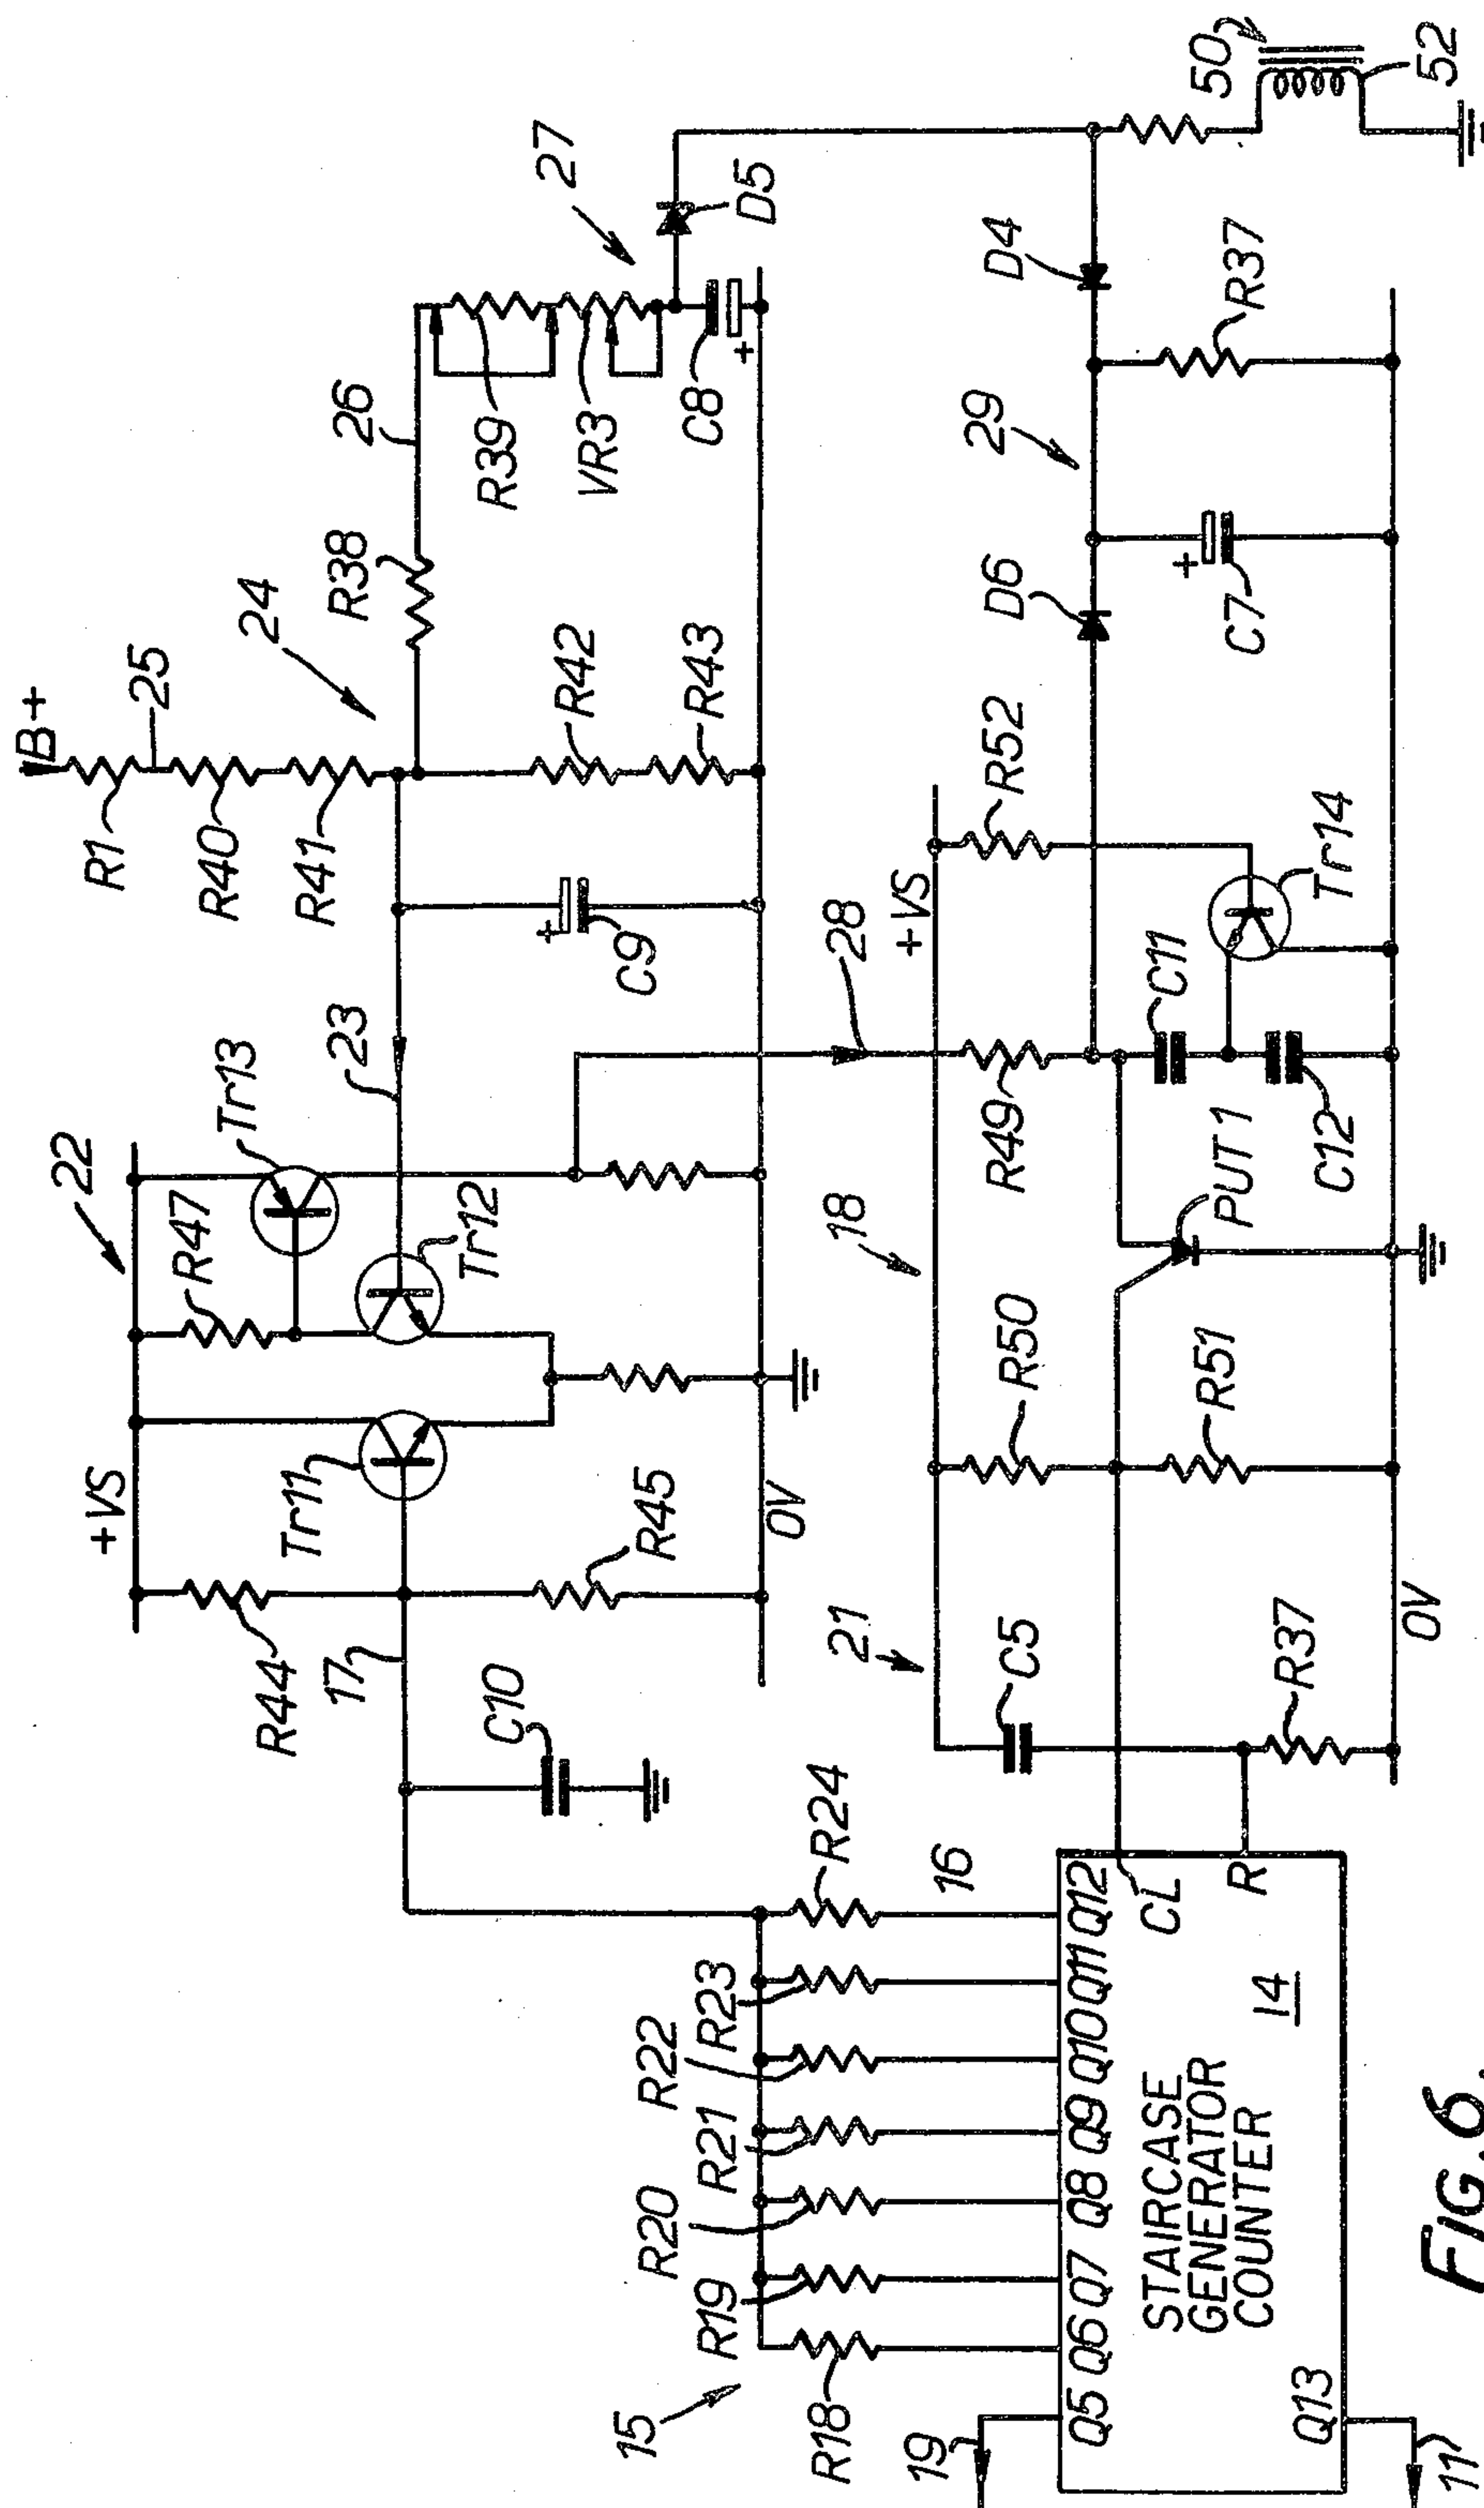 B+
R1
25
R40
R41
24
R38
26
27
R39
VR3
C8
+
D5
R42
R43
C9
+
23
22
+VS
R47
Tr13
Tr12
Tr11
R44
R45
17
C10
0V
28
+VS
R52
D6
29
D4
50
52
R37
C7
+
Tr14
C11
C12
R49
18
PUT 1
R50
R51
21
C5
R37
0V
15
R18
R19
R20
R21
R22
R23
R24
16
19
Q5 Q6 Q7 Q8 Q9 Q10 Q11 Q12
CL
R
STAIRCASE
GENERATOR
COUNTER
14
Q13
11
FIG. 6.